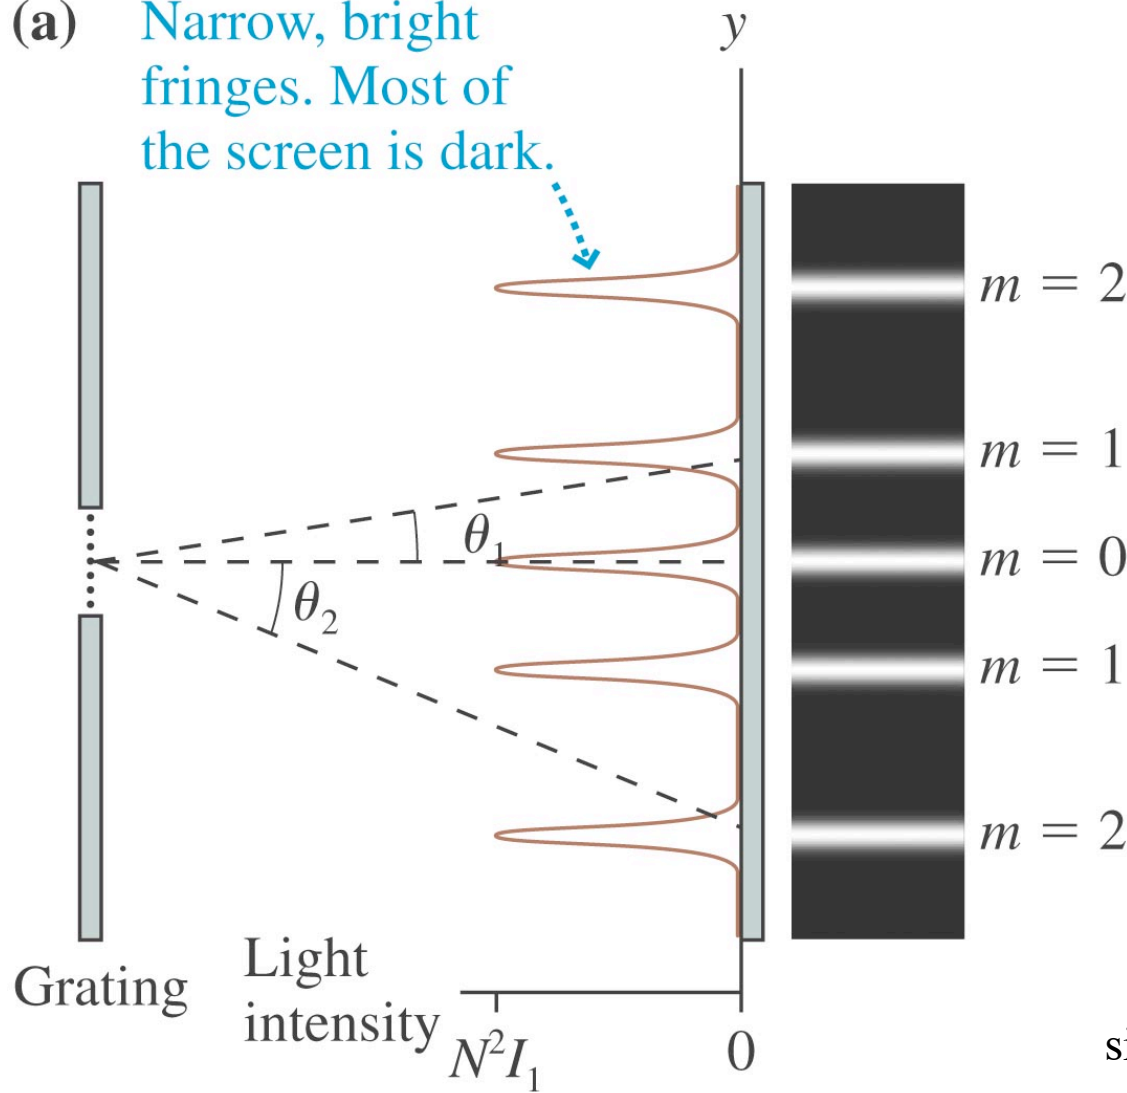 (a)
Narrow, bright
fringes. Most of
the screen is dark.
y
m = 2
m = 1
θ₁
m = 0
θ₂
m = 1
m = 2
Grating
Light
intensity
N²I₁
0